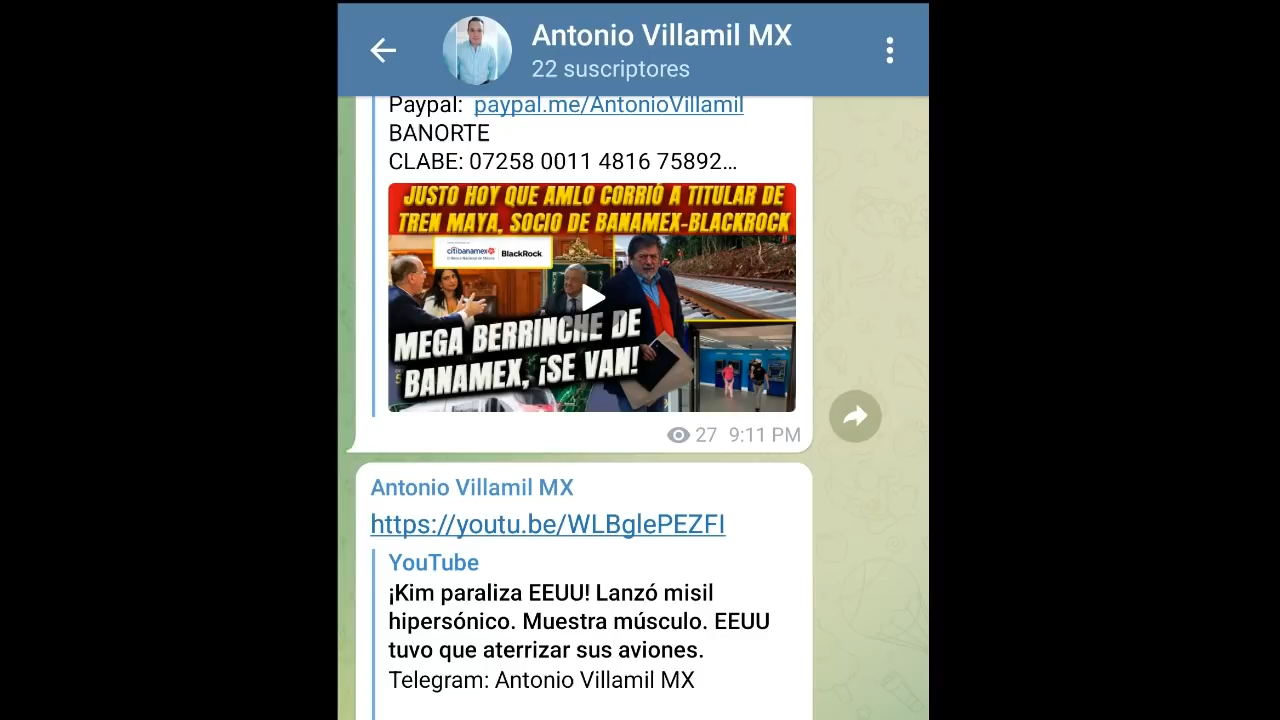 Antonio Villamil MX
22 suscriptores
Paypal: paypal.me/AntonioVillamil
BANORTE
CLABE: 07258 0011 4816 75892...
JUSTO HOY QUE AMLO CORRIÓ A TITULAR DE
TREN MAYA, SOCIO DE BANAMEX-BLACKROCK
citibanamex
BlackRock
MEGA BERRINCHE DE
BANAMEX, ¡SE VAN!
27 9:11 PM
Antonio Villamil MX
https://youtu.be/WLBglePEZFI
YouTube
¡Kim paraliza EEUU! Lanzó misil
hipersónico. Muestra músculo. EEUU
tuvo que aterrizar sus aviones.
Telegram: Antonio Villamil MX